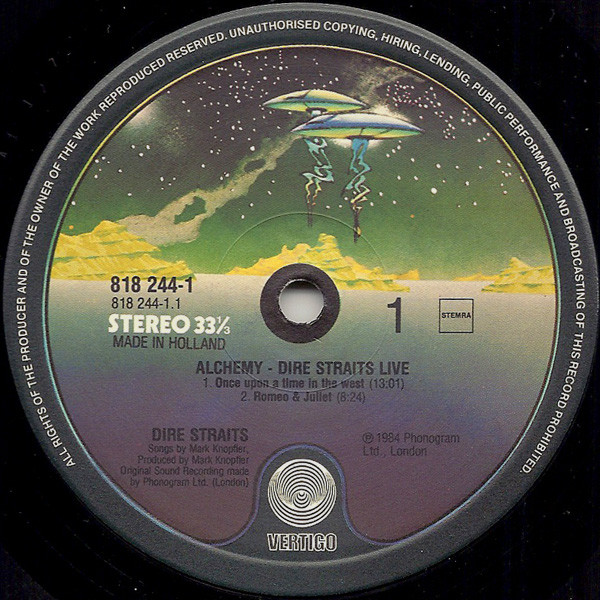 ALL RIGHTS OF THE PRODUCER AND OF THE OWNER OF THE WORK REPRODUCED RESERVED. UNAUTHORISED COPYING, HIRING, LENDING, PUBLIC PERFORMANCE AND BROADCASTING OF THIS RECORD PROHIBITED.
818 244-1
818 244-1.1
STEREO 33⅓
MADE IN HOLLAND
1
STEMRA
ALCHEMY - DIRE STRAITS LIVE
1. Once upon a time in the west (13:01)
2. Romeo & Juliet (8:24)
DIRE STRAITS
Songs by Mark Knopfler,
Produced by Mark Knopfler
Original Sound Recording made
by Phonogram Ltd. (London)
℗ 1984 Phonogram
Ltd., London
VERTIGO